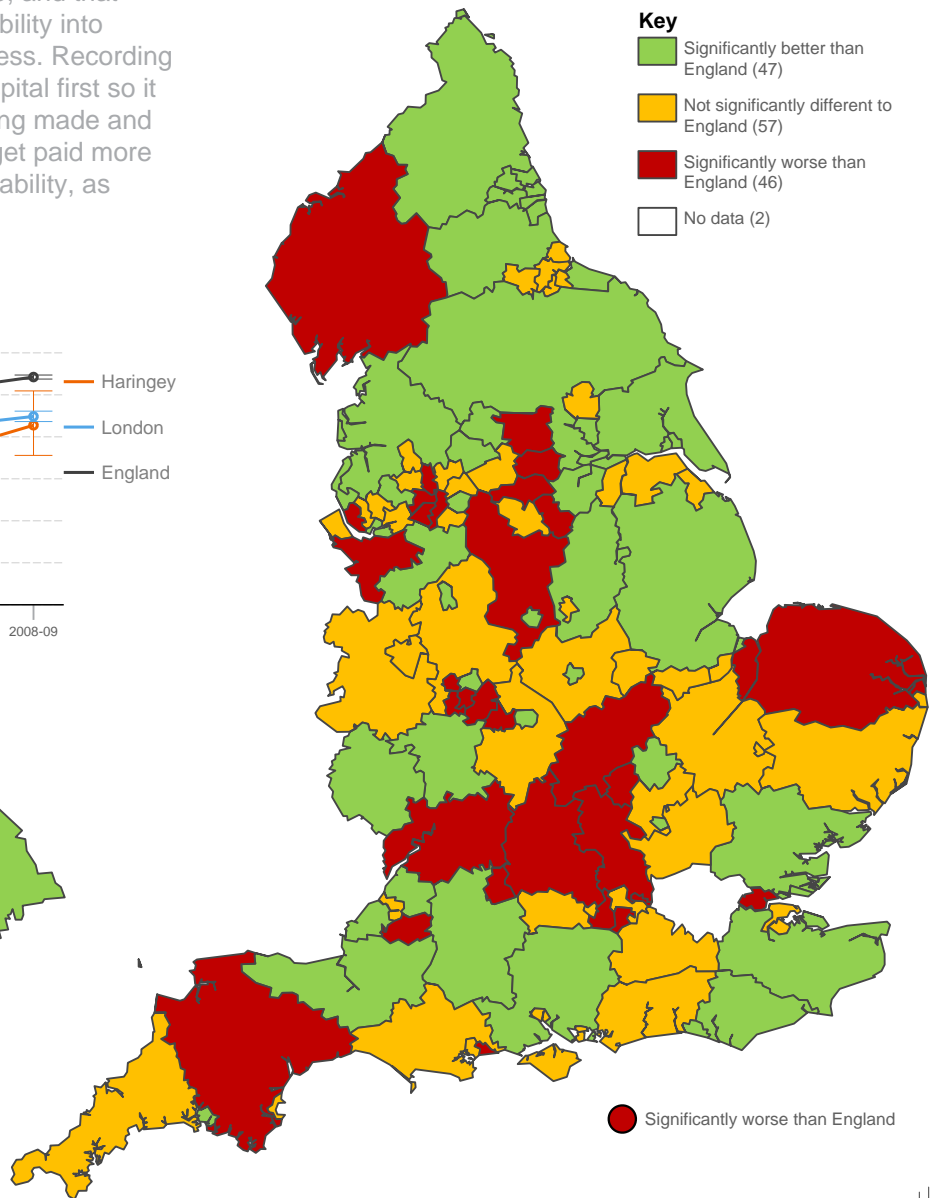 bility into
ess. Recording
pital first so it
ng made and
get paid more
ability, as
Key
Significantly better than
England (47)
Not significantly different to
England (57)
Significantly worse than
England (46)
No data (2)
Haringey
London
England
2008-09
Significantly worse than England